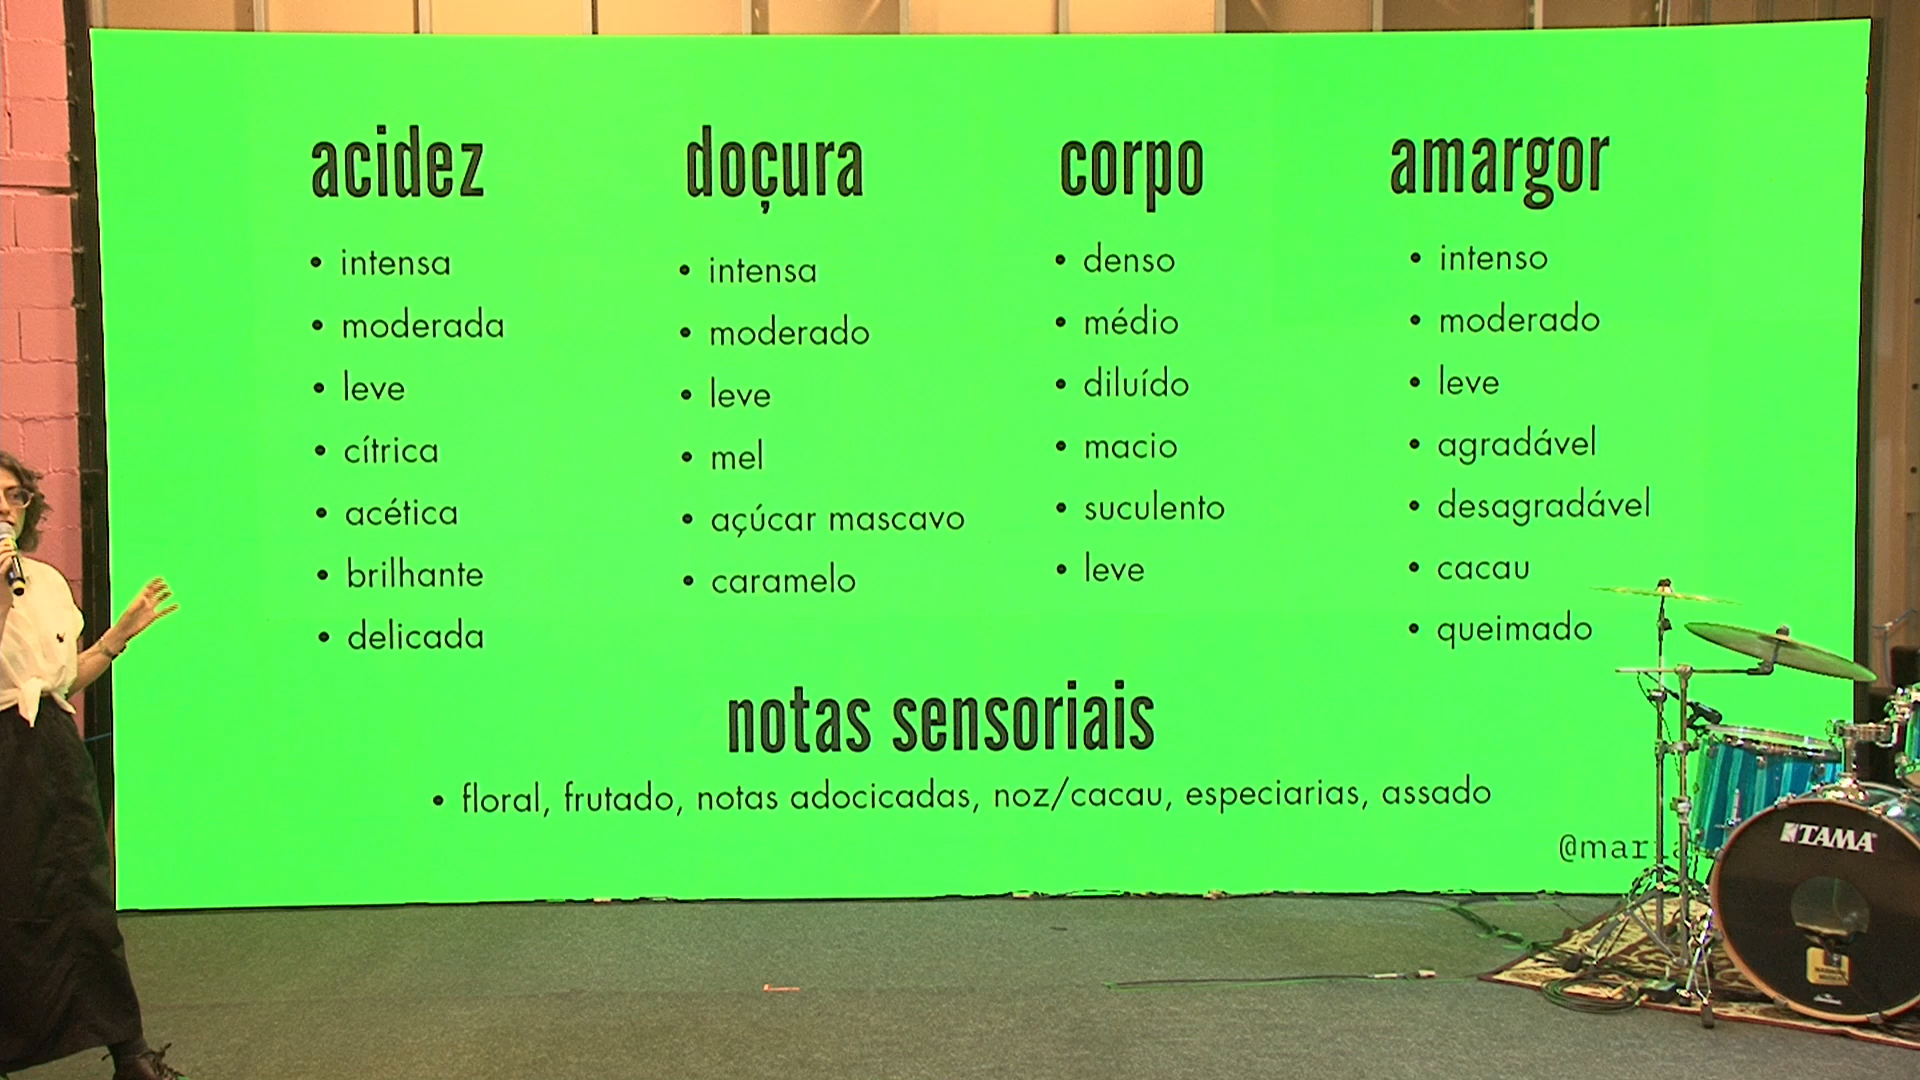 acidez
• intensa
• moderada
• leve
• cítrica
• acética
• brilhante
• delicada
doçura
• intensa
• moderado
• leve
• mel
• açúcar mascavo
• caramelo
corpo
• denso
• médio
• diluído
• macio
• suculento
• leve
amargor
• intenso
• moderado
• leve
• agradável
• desagradável
• cacau
• queimado
notas sensoriais
• floral, frutado, notas adocicadas, noz/cacau, especiarias, assado
TAMA